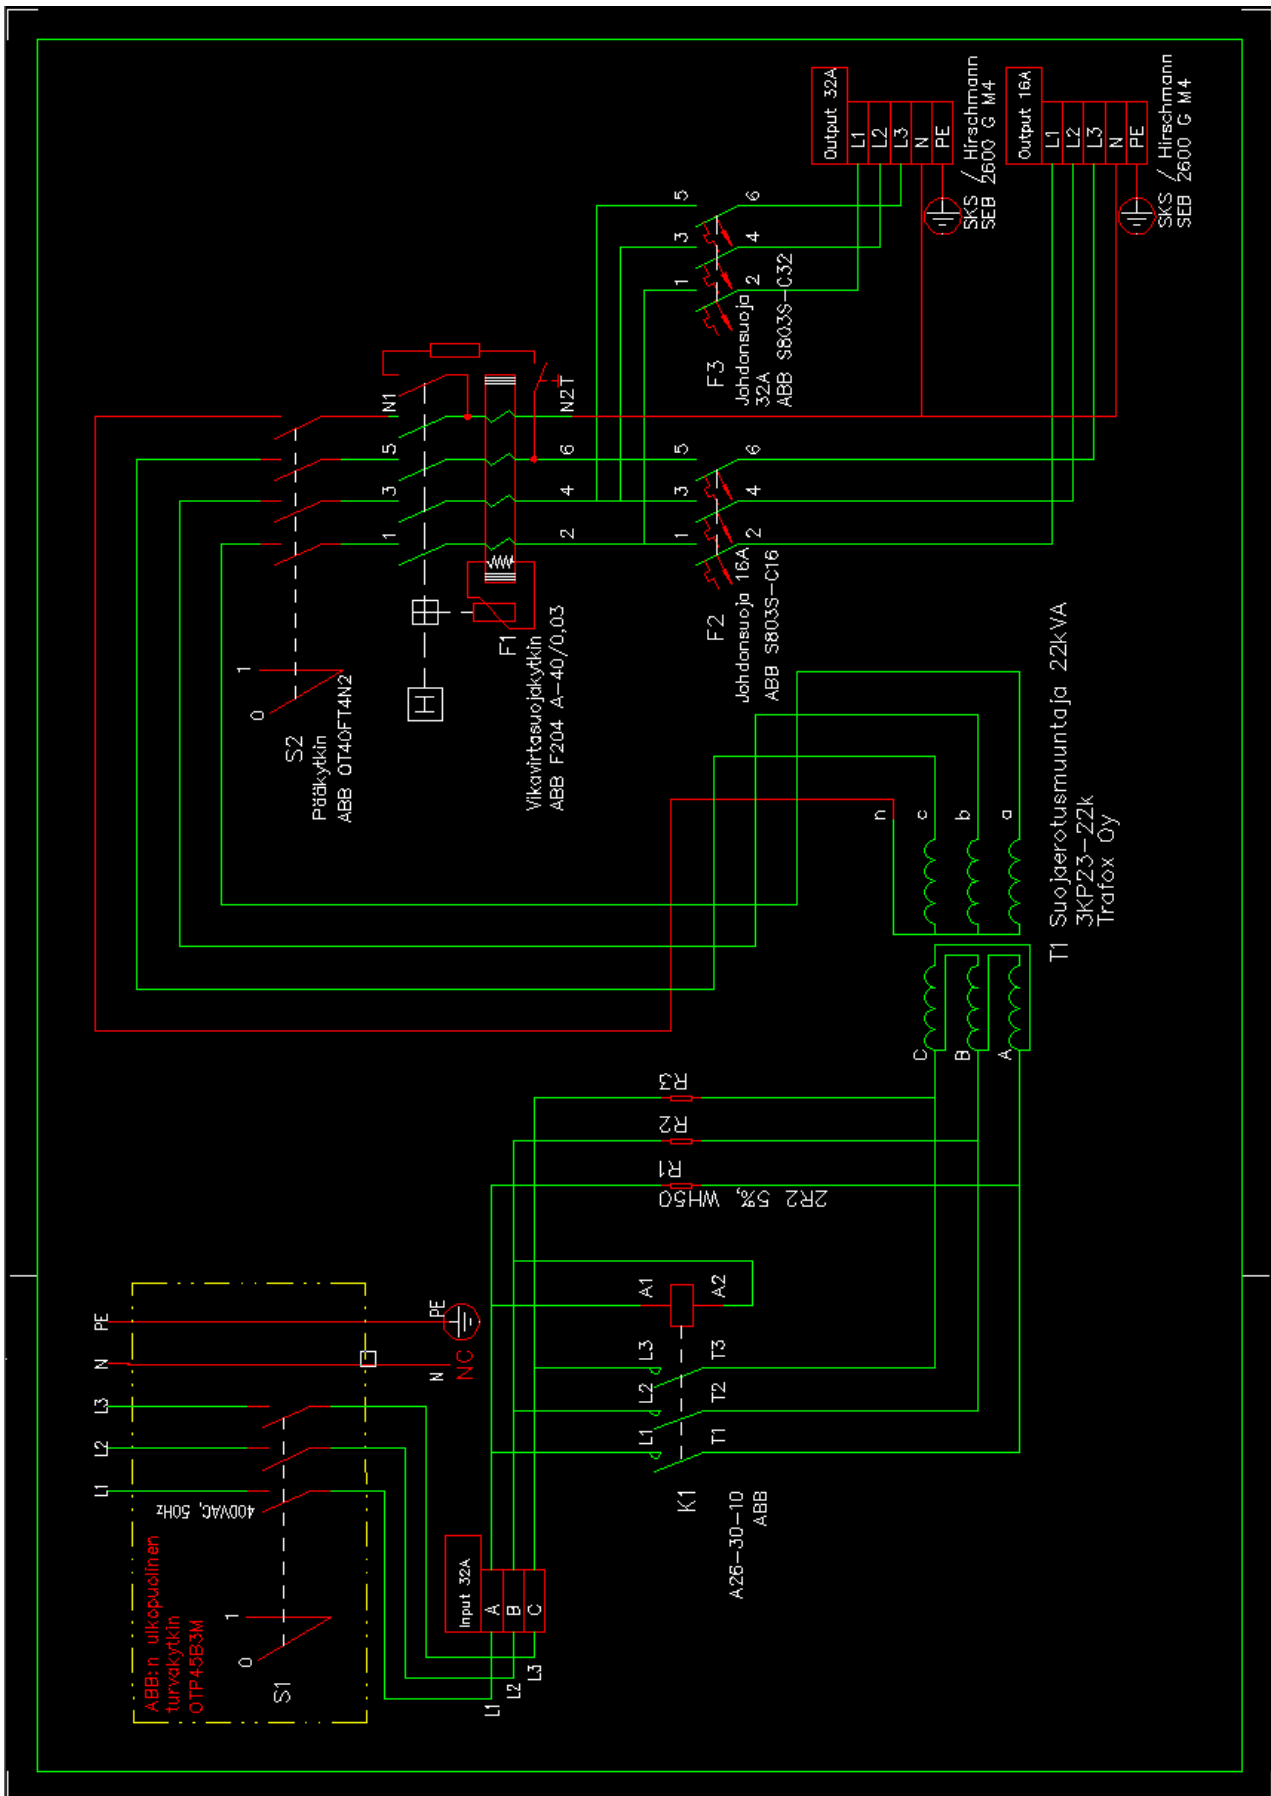 ABB:n ulkopuolinen
turvakytkin
OTP45B3M
0
1
S1
400VAC, 50Hz
L1
L2
L3
N
PE
N
NC
PE
Input 32A
A
B
C
L1
L2
L3
K1
A26-30-10
ABB
L1
L2
L3
T1
T2
T3
A1
A2
R1
R2
R3
2R2 5%, WH50
A
B
C
n
c
b
a
T1 Suojaerotusmuuntaja 22kVA
3KP23-22k
Trafox Oy
0
1
S2
Pääkytkin
ABB OT40FT4N2
H
1
3
5
N1
2
4
6
N2
T
F1
Vikavirtasuojakytkin
ABB F204 A-40/0,03
F2
Johdonsuoja 16A
ABB S803S-C16
1
3
5
2
4
6
F3
Johdonsuoja
32A
ABB S803S-C32
1
3
5
2
4
6
Output 32A
L1
L2
L3
N
PE
SKS / Hirschmann
SEB 2600 G M4
Output 16A
L1
L2
L3
N
PE
SKS / Hirschmann
SEB 2600 G M4